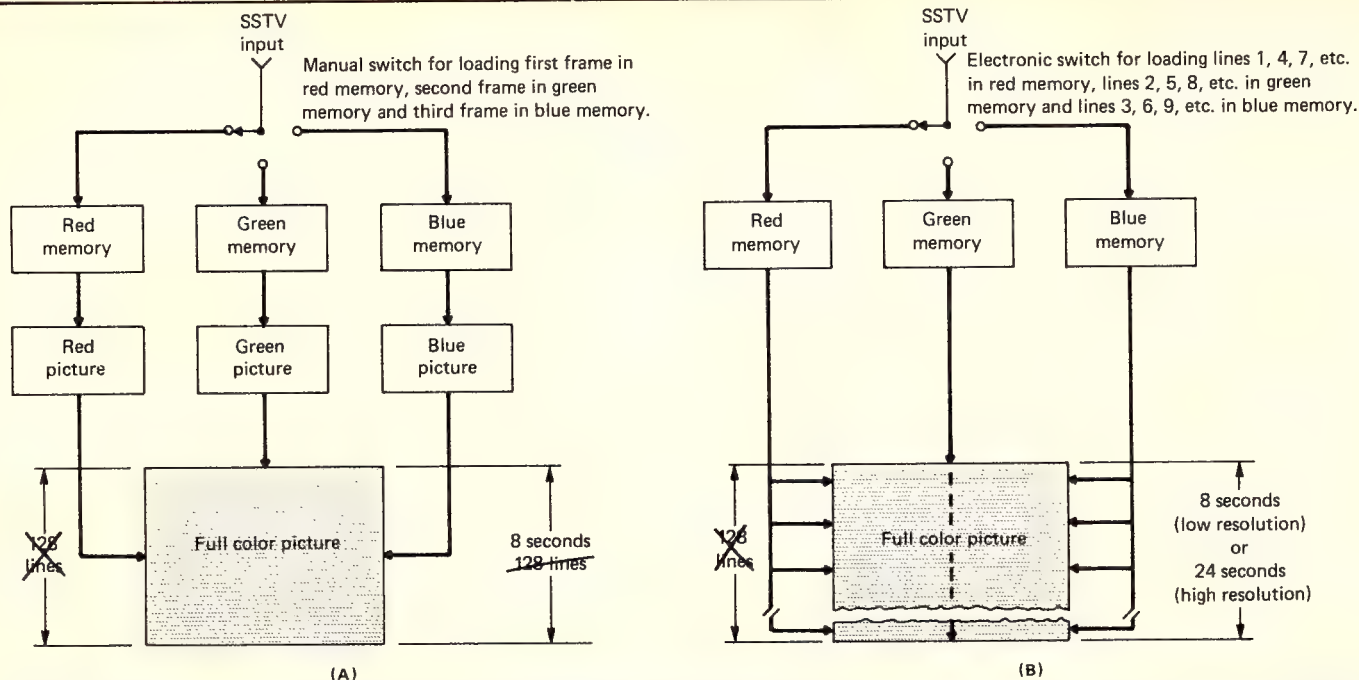 SSTV
input
Manual switch for loading first frame in
red memory, second frame in green
memory and third frame in blue memory.
Red
memory
Green
memory
Blue
memory
Red
picture
Green
picture
Blue
picture
128
lines
Full color picture
8 seconds
128 lines
(A)
SSTV
input
Electronic switch for loading lines 1, 4, 7, etc.
in red memory, lines 2, 5, 8, etc. in green
memory and lines 3, 6, 9, etc. in blue memory.
Red
memory
Green
memory
Blue
memory
128
lines
Full color picture
8 seconds
(low resolution)
or
24 seconds
(high resolution)
(B)